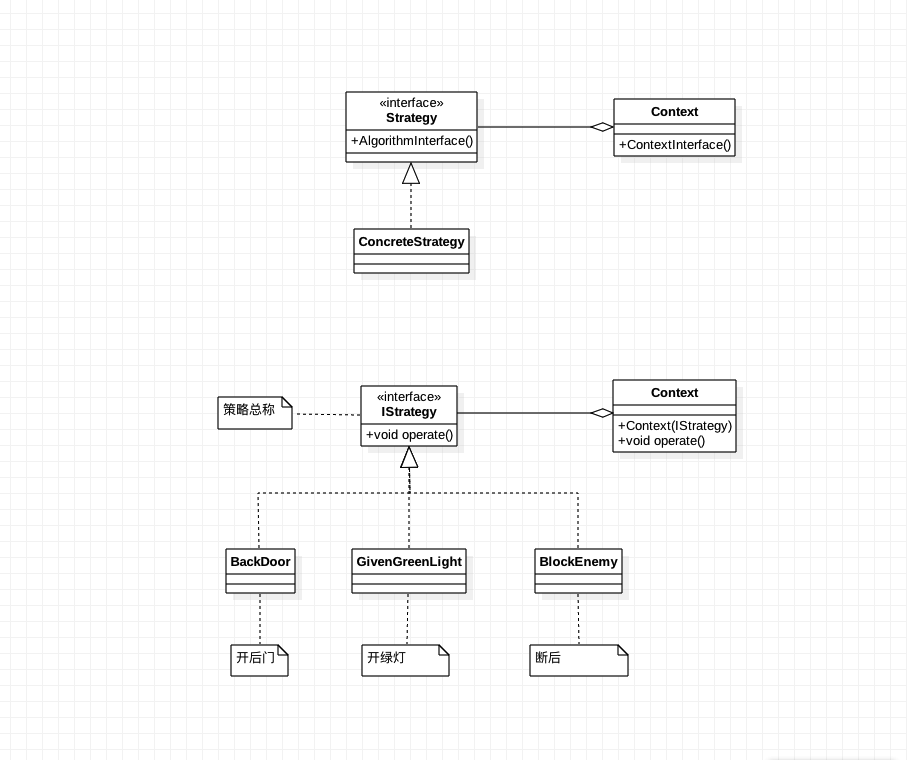 «interface»
Strategy
+AlgorithmInterface()
Context
+ContextInterface()
ConcreteStrategy
策略总称
«interface»
IStrategy
+void operate()
Context
+Context(IStrategy)
+void operate()
BackDoor
GivenGreenLight
BlockEnemy
开后门
开绿灯
断后